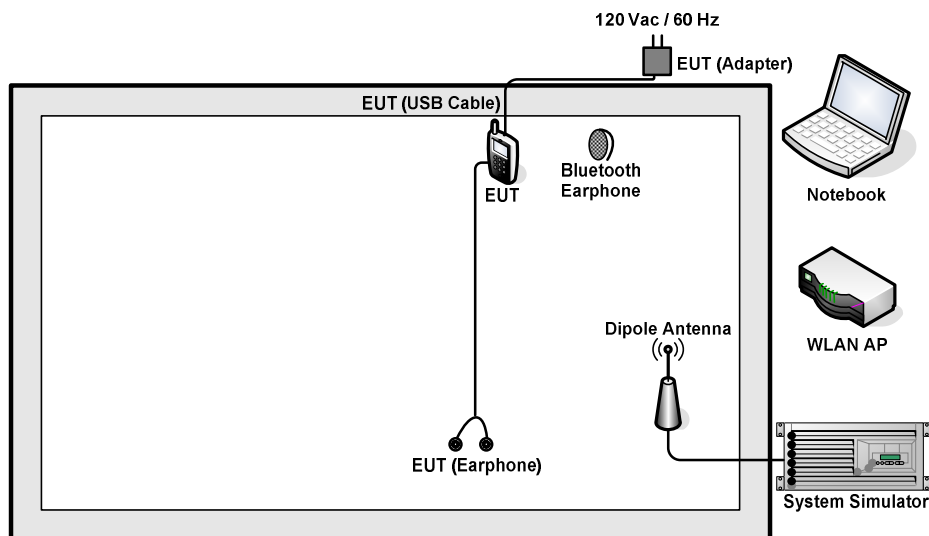 120 Vac / 60 Hz
EUT (Adapter)
EUT (USB Cable)
EUT
Bluetooth
Earphone
Notebook
WLAN AP
Dipole Antenna
EUT (Earphone)
System Simulator